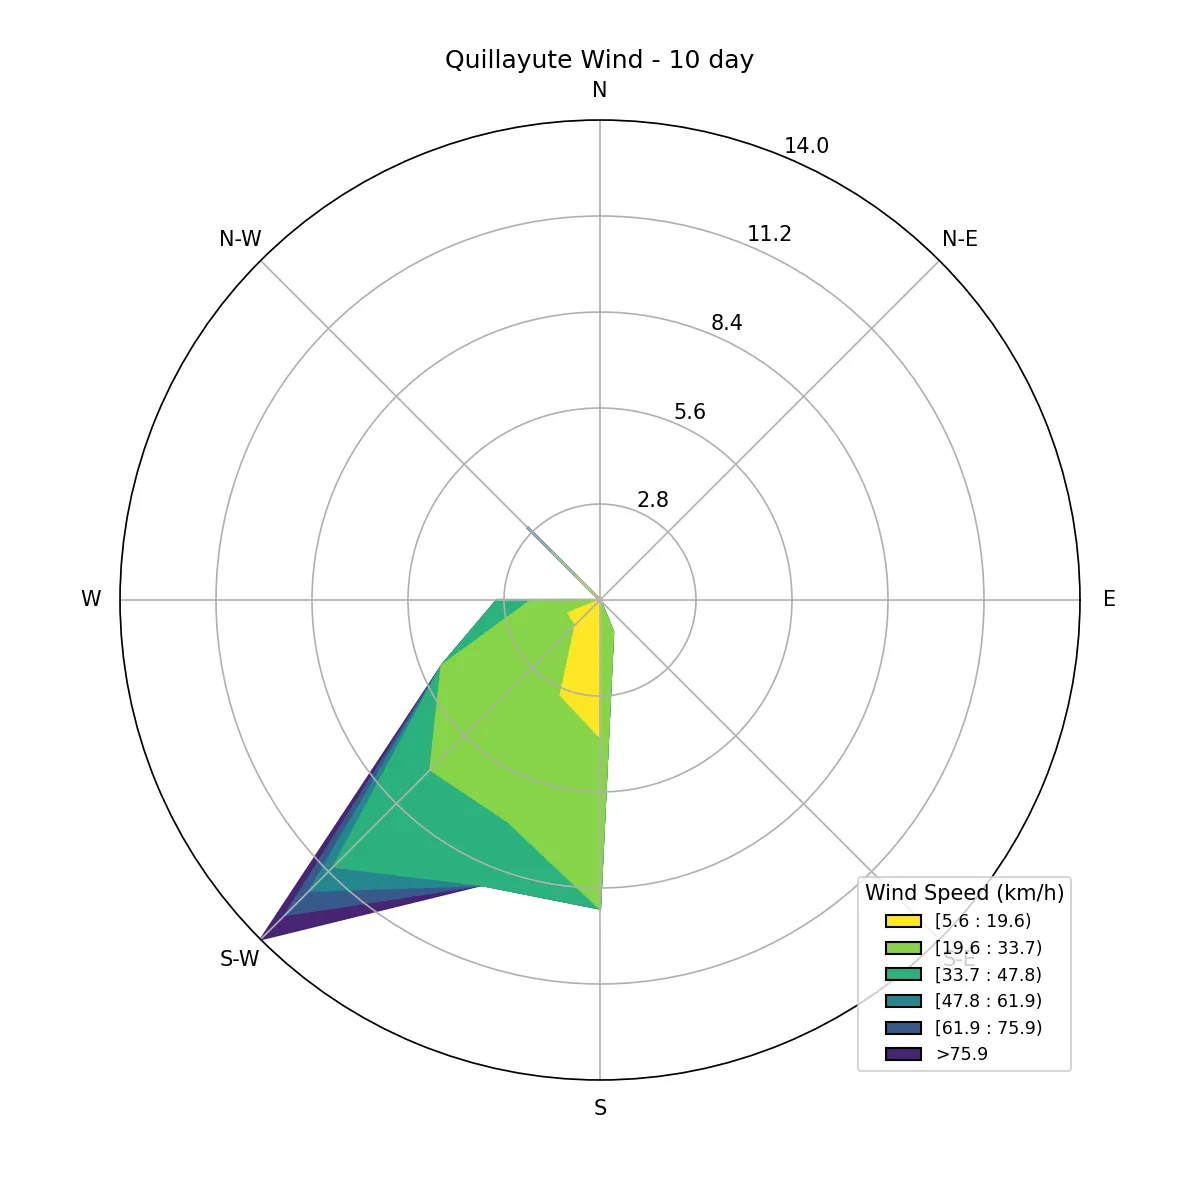 Quillayute Wind - 10 day
N
14.0
11.2
N-W
N-E
8.4
5.6
2.8
W
E
Wind Speed (km/h)
[5.6 : 19.6)
[19.6 : 33.7)
S-W
S-E
[33.7 : 47.8)
[47.8 : 61.9)
[61.9 : 75.9)
>75.9
S